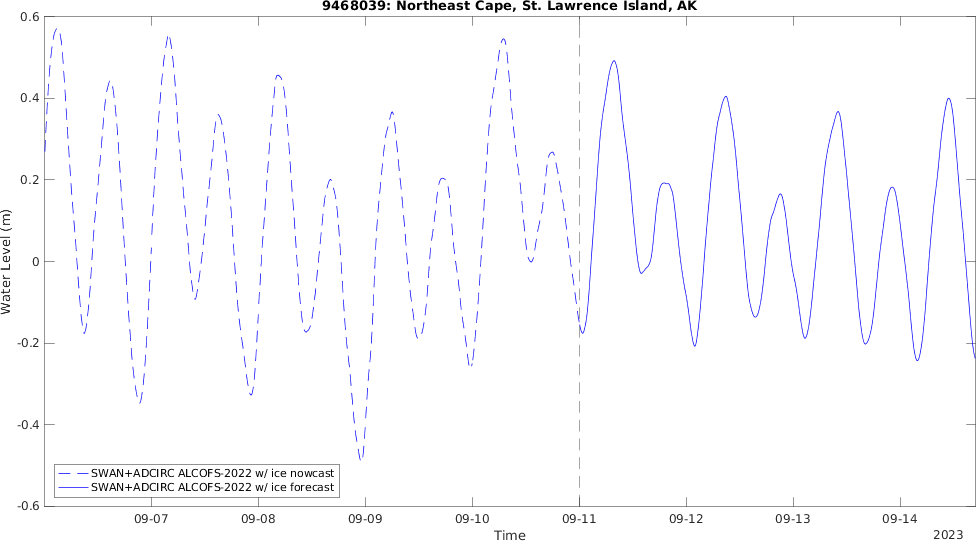 9468039: Northeast Cape, St. Lawrence Island, AK
0.6
0.4
0.2
0
-0.2
-0.4
-0.6
Water Level (m)
SWAN+ADCIRC ALCOFS-2022 w/ ice nowcast
SWAN+ADCIRC ALCOFS-2022 w/ ice forecast
09-07 09-08 09-09 09-10 09-11 09-12 09-13 09-14
Time
2023